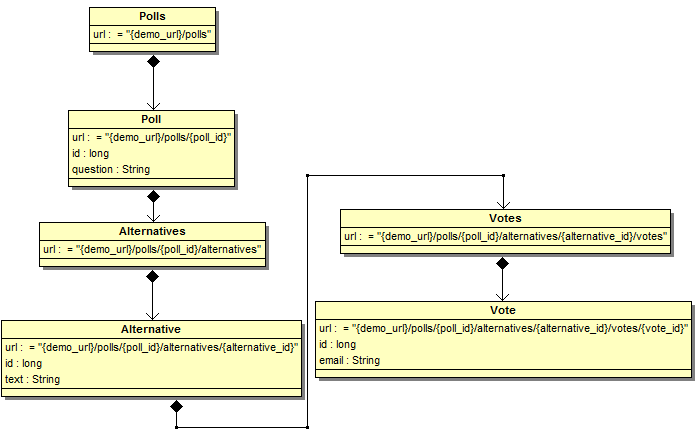 Polls
url :  = "{demo_url}/polls"
Poll
url :  = "{demo_url}/polls/{poll_id}"
id : long
question : String
Alternatives
url :  = "{demo_url}/polls/{poll_id}/alternatives"
Alternative
url :  = "{demo_url}/polls/{poll_id}/alternatives/{alternative_id}"
id : long
text : String
Votes
url :  = "{demo_url}/polls/{poll_id}/alternatives/{alternative_id}/votes"
Vote
url :  = "{demo_url}/polls/{poll_id}/alternatives/{alternative_id}/votes/{vote_id}"
id : long
email : String